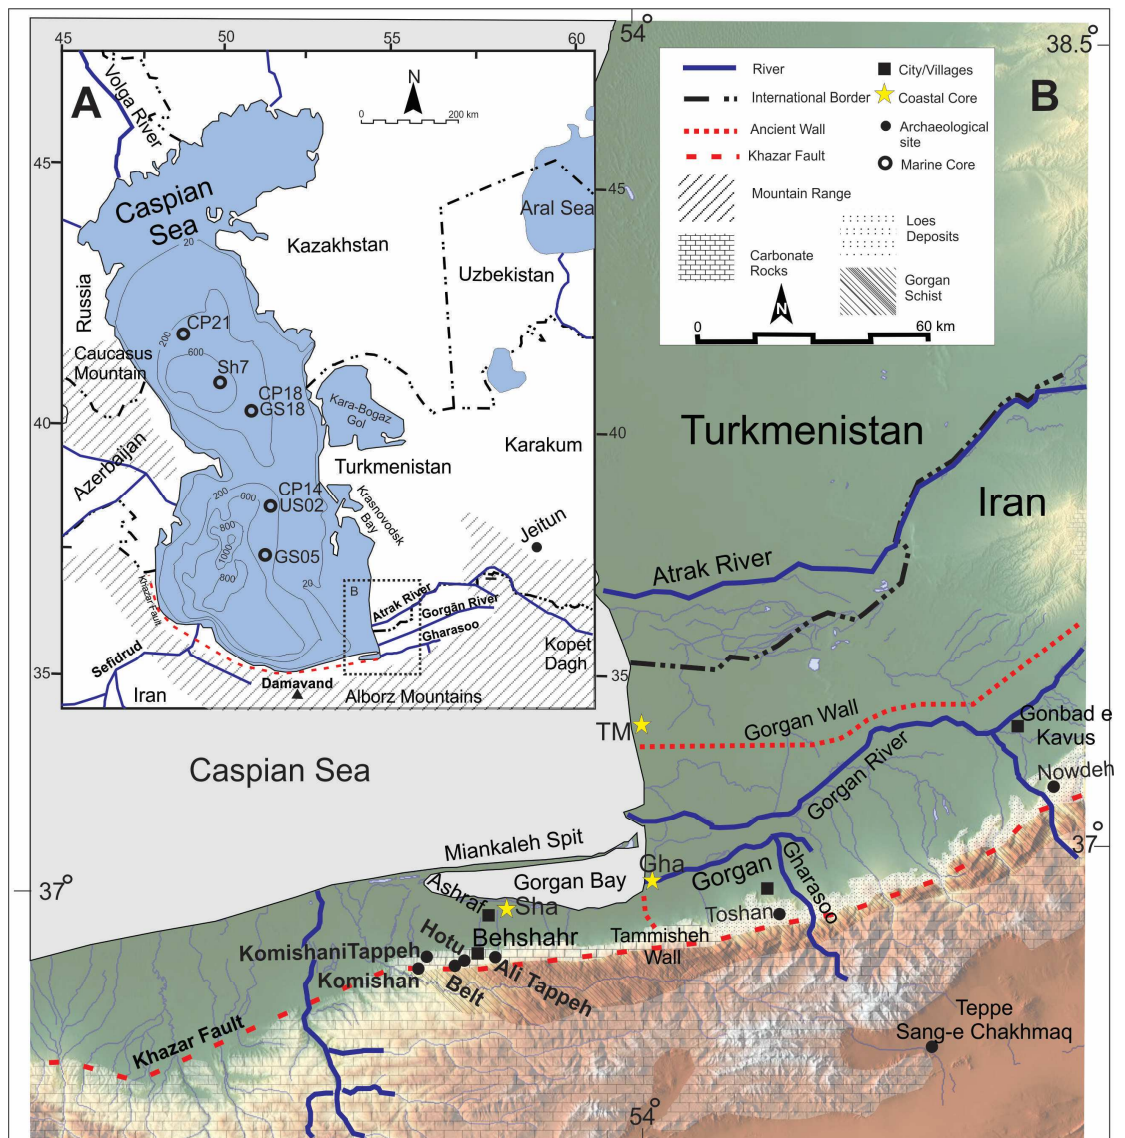 45
50
55
60
54°
38.5°
A
N
0
200 km
Volga River
45
Caspian
Sea
20
Kazakhstan
Aral Sea
45
Uzbekistan
Russia
CP21
200
600
Sh7
Caucasus
Mountain
CP18
GS18
Kara-Bogaz
Gol
40
40
Karakum
Azerbaijan
Turkmenistan
CP14
US02
200
600
800
1000
800
GS05
20
Krasnovodsk
Bay
Jeitun
Khazar Fault
B
Atrak River
Gorgan River
Gharasoo
Kopet
Dagh
Sefidrud
35
35
Iran
Damavand
Alborz Mountains
B
River
City/Villages
International Border
Coastal Core
Ancient Wall
Archaeological
site
Khazar Fault
Marine Core
Mountain Range
Loes
Deposits
Carbonate
Rocks
Gorgan
Schist
N
0
60 km
Turkmenistan
Iran
Atrak River
TM
Gorgan Wall
Gonbad e
Kavus
Gorgan River
Nowdeh
Caspian Sea
37°
Miankaleh Spit
Gha
Gorgan
Gharasoo
37°
Gorgan Bay
Ashraf
Sha
Toshan
Hotu
Behshahr
Tammisheh
Wall
KomishaniTappeh
Komishan
Belt
Ali Tappeh
Khazar Fault
Teppe
Sang-e Chakhmaq
54°